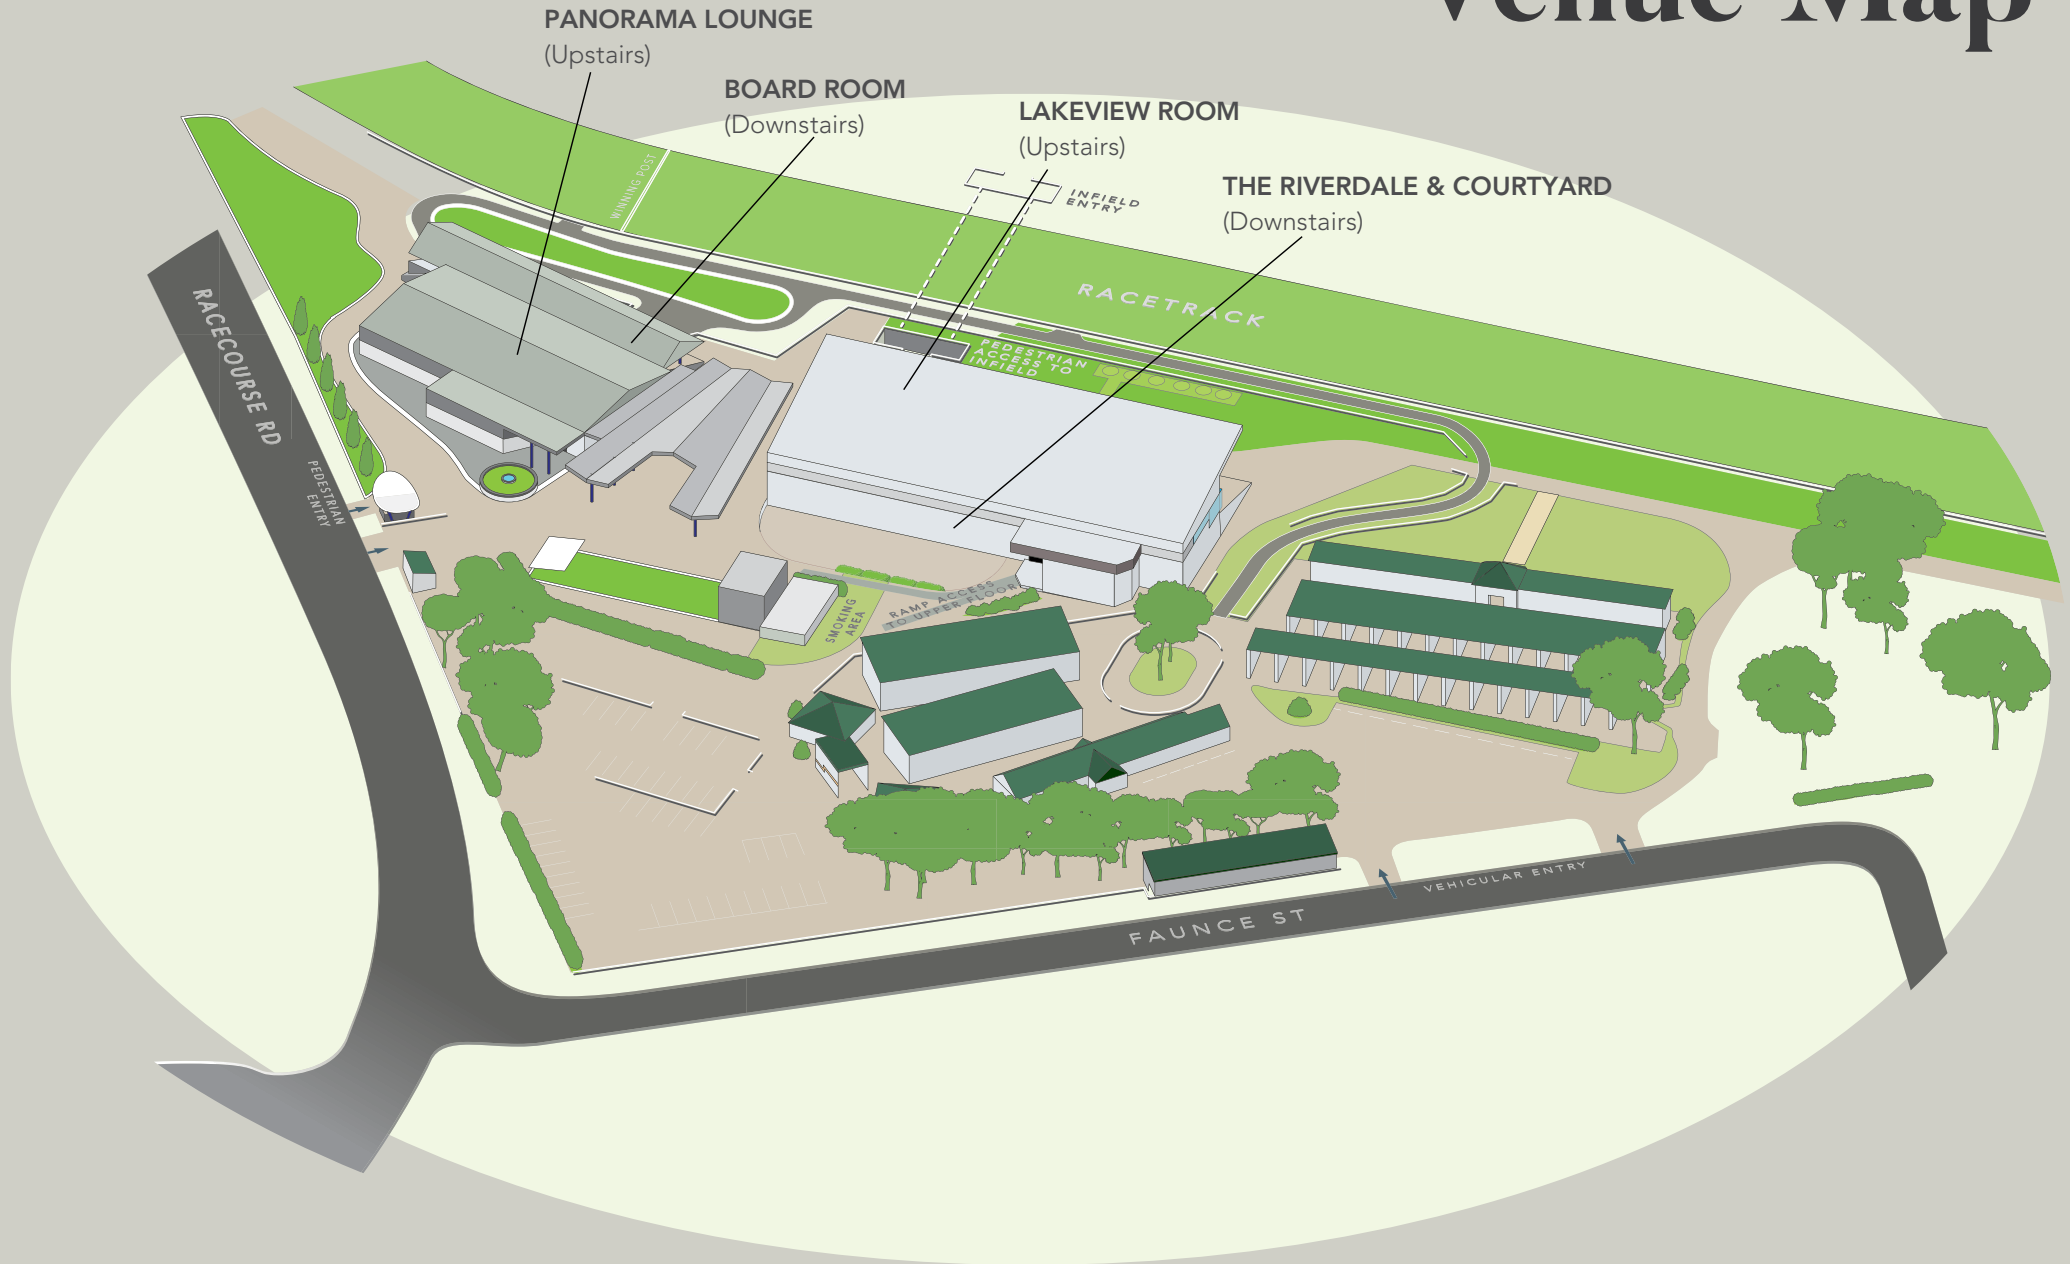 Venue Map
PANORAMA LOUNGE
(Upstairs)
BOARD ROOM
(Downstairs)
LAKEVIEW ROOM
(Upstairs)
THE RIVERDALE & COURTYARD
(Downstairs)
WINNING POST
INFIELD
ENTRY
RACETRACK
PEDESTRIAN
ACCESS TO
INFIELD
RACECOURSE RD
PEDESTRIAN
ENTRY
SMOKING
AREA
RAMP ACCESS
TO UPPER FLOOR
VEHICULAR ENTRY
FAUNCE ST